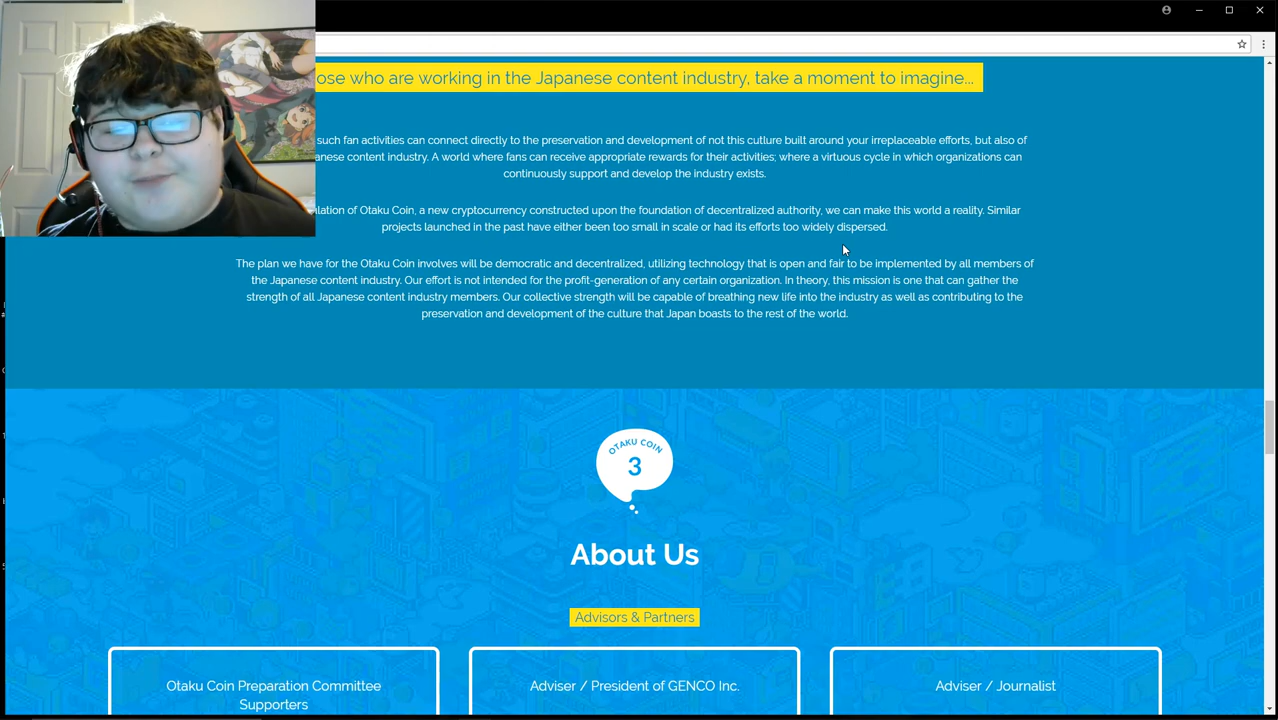 ose who are working in the Japanese content industry, take a moment to imagine...
such fan activities can connect directly to the preservation and development of not this cutlure built around your irreplaceable efforts, but also of
anese content industry. A world where fans can receive appropriate rewards for their activities; where a virtuous cycle in which organizations can
continuously support and develop the industry exists.
lation of Otaku Coin, a new cryptocurrency constructed upon the foundation of decentralized authority, we can make this world a reality. Similar
projects launched in the past have either been too small in scale or had its efforts too widely dispersed.
The plan we have for the Otaku Coin involves will be democratic and decentralized, utilizing technology that is open and fair to be implemented by all members of
the Japanese content industry. Our effort is not intended for the profit-generation of any certain organization. In theory, this mission is one that can gather the
strength of all Japanese content industry members. Our collective strength will be capable of breathing new life into the industry as well as contributing to the
preservation and development of the culture that Japan boasts to the rest of the world.
OTAKU COIN
3
About Us
Advisors & Partners
Otaku Coin Preparation Committee
Supporters
Adviser / President of GENCO Inc.
Adviser / Journalist